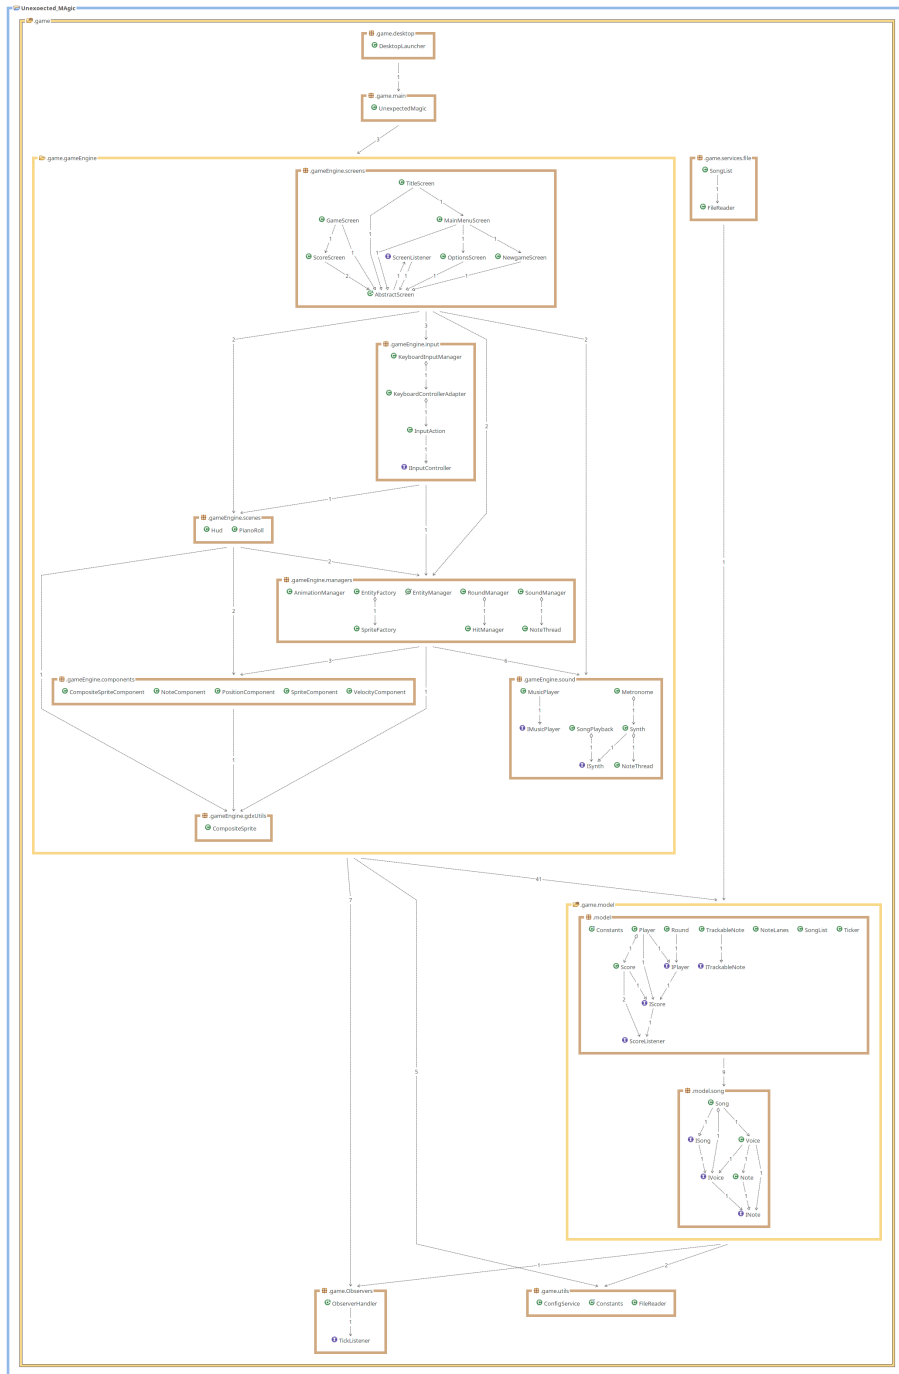 Unexoected_MAgic
.game
.game.desktop
DesktopLauncher
1
.game.main
UnexpectedMagic
3
.game.gameEngine
.game.services.file
SongList
1
FileReader
.gameEngine.screens
TitleScreen
1
GameScreen
MainMenuScreen
1
1
1
1
1
1
ScoreScreen
ScreenListener
OptionsScreen
NewgameScreen
2
1
1
1
1
AbstractScreen
2
3
2
2
.gameEngine.input
KeyboardInputManager
1
KeyboardControllerAdapter
1
InputAction
1
IInputController
1
1
.gameEngine.scenes
Hud
PianoRoll
2
2
1
1
.gameEngine.managers
AnimationManager
EntityFactory
EntityManager
RoundManager
SoundManager
1
1
1
SpriteFactory
HitManager
NoteThread
3
6
1
.gameEngine.components
CompositeSpriteComponent
NoteComponent
PositionComponent
SpriteComponent
VelocityComponent
1
.gameEngine.sound
MusicPlayer
Metronome
1
1
IMusicPlayer
SongPlayback
Synth
1
1
1
ISynth
NoteThread
.gameEngine.gdxUtils
CompositeSprite
41
7
5
.game.model
.model
Constants
Player
Round
TrackableNote
NoteLanes
SongList
Ticker
1
1
1
1
1
Score
IPlayer
ITrackableNote
2
1
1
IScore
1
ScoreListener
9
.model.song
Song
1
1
1
ISong
Voice
1
1
1
1
IVoice
Note
1
1
INote
1
2
.game.Observers
ObserverHandler
1
TickListener
.game.utils
ConfigService
Constants
FileReader